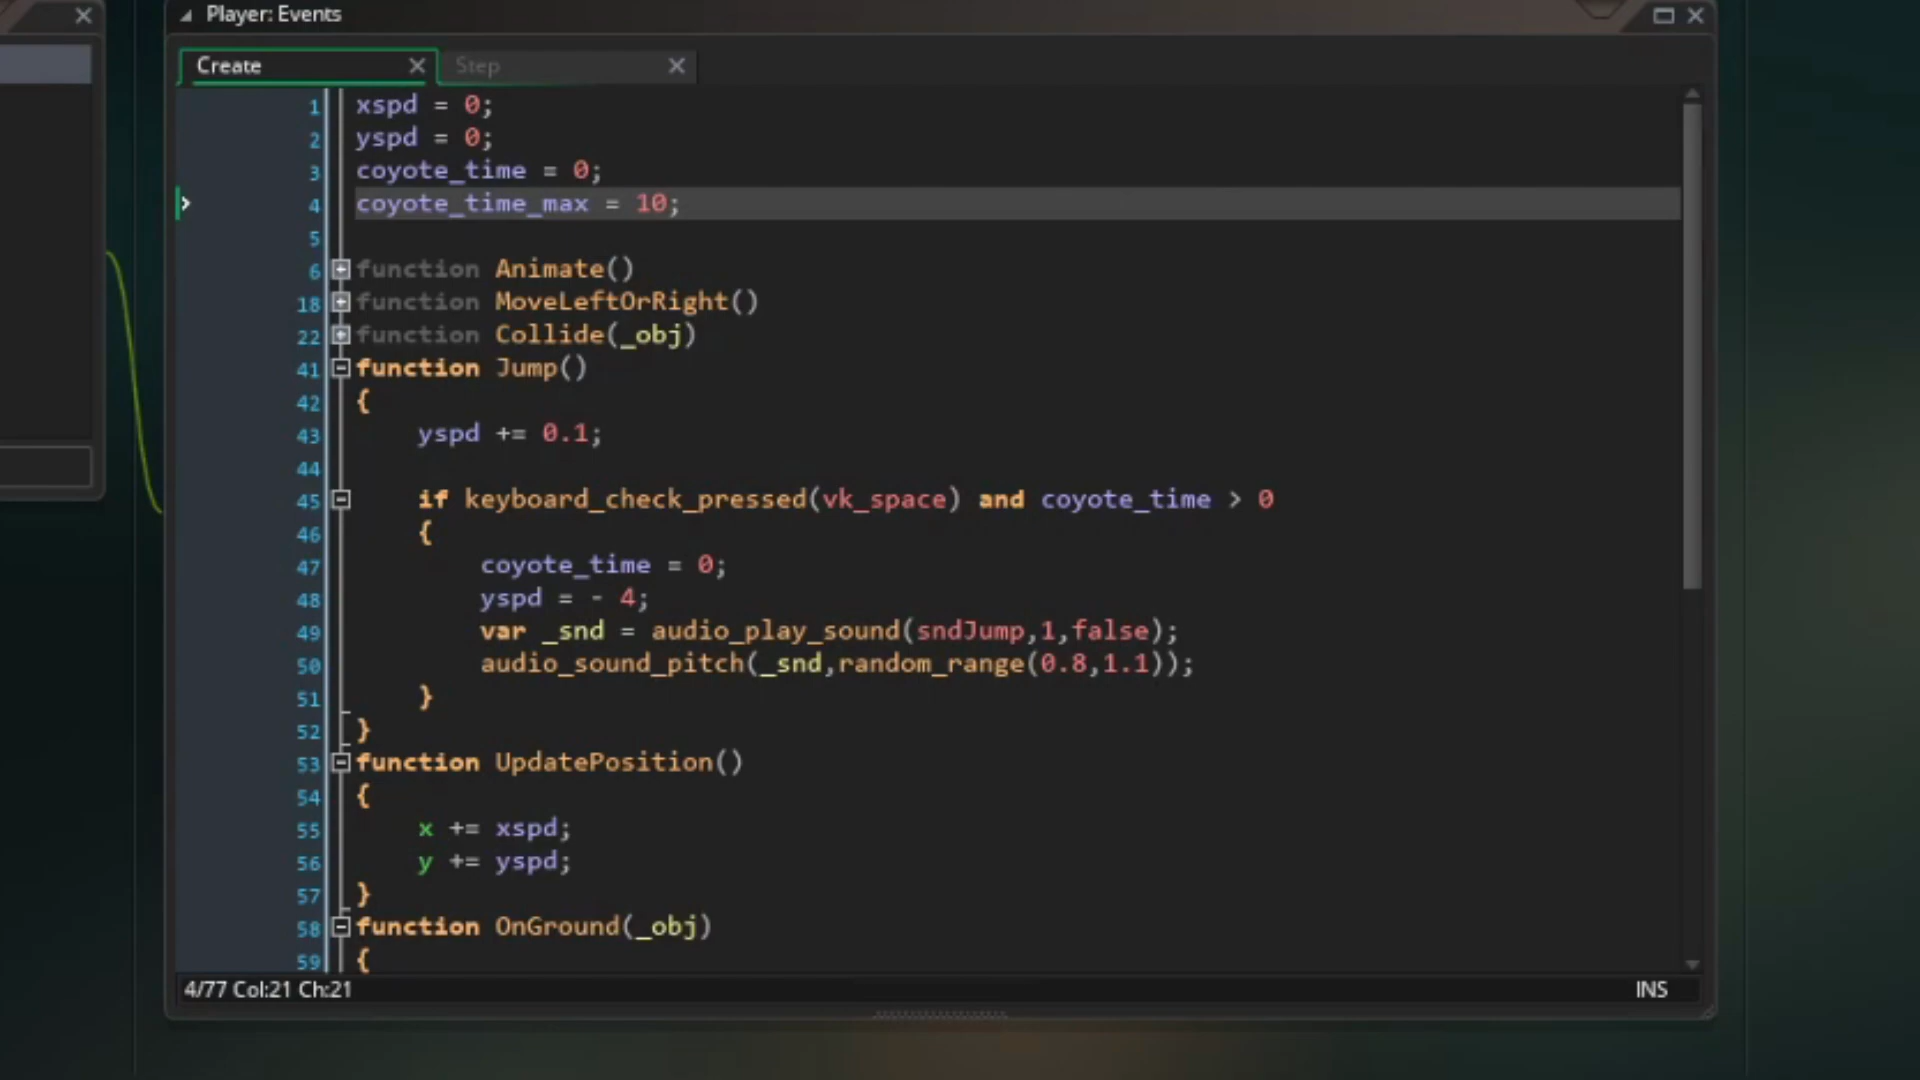 Player: Events
Create
Step
1 xspd = 0;
2 yspd = 0;
3 coyote_time = 0;
4 coyote_time_max = 10;
5
6 function Animate()
18 function MoveLeftOrRight()
22 function Collide(_obj)
41 function Jump()
42 {
43 yspd += 0.1;
44
45 if keyboard_check_pressed(vk_space) and coyote_time > 0
46 {
47 coyote_time = 0;
48 yspd = - 4;
49 var _snd = audio_play_sound(sndJump,1,false);
50 audio_sound_pitch(_snd,random_range(0.8,1.1));
51 }
52 }
53 function UpdatePosition()
54 {
55 x += xspd;
56 y += yspd;
57 }
58 function OnGround(_obj)
59 {
4/77 Col:21 Ch:21
INS